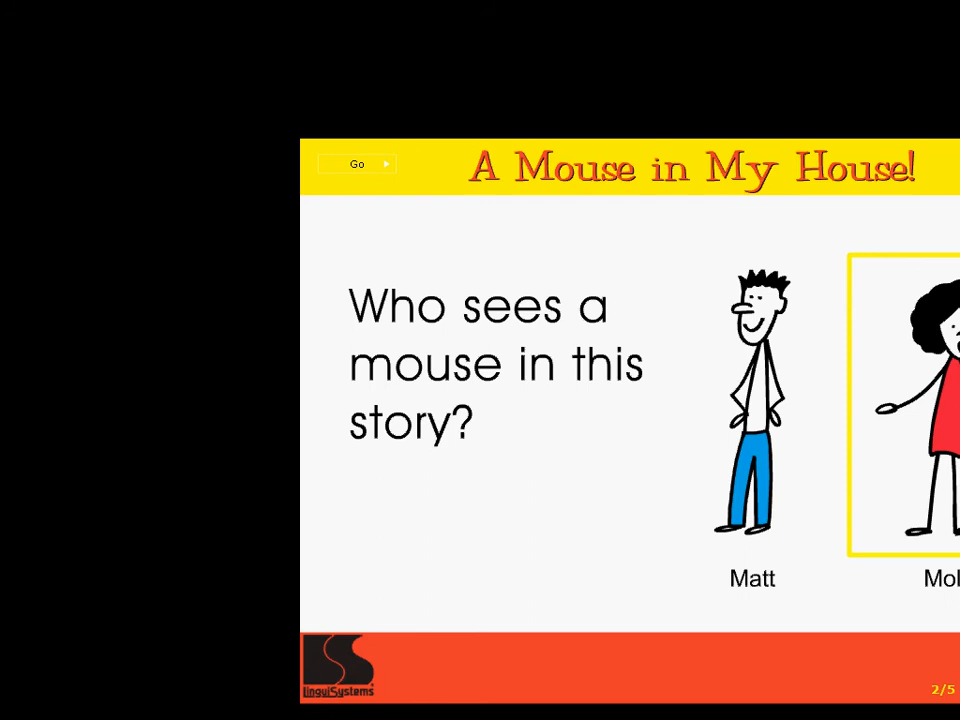 Go
A Mouse in My House!
Who sees a
mouse in this
story?
Matt
LinguiSystems
2/5